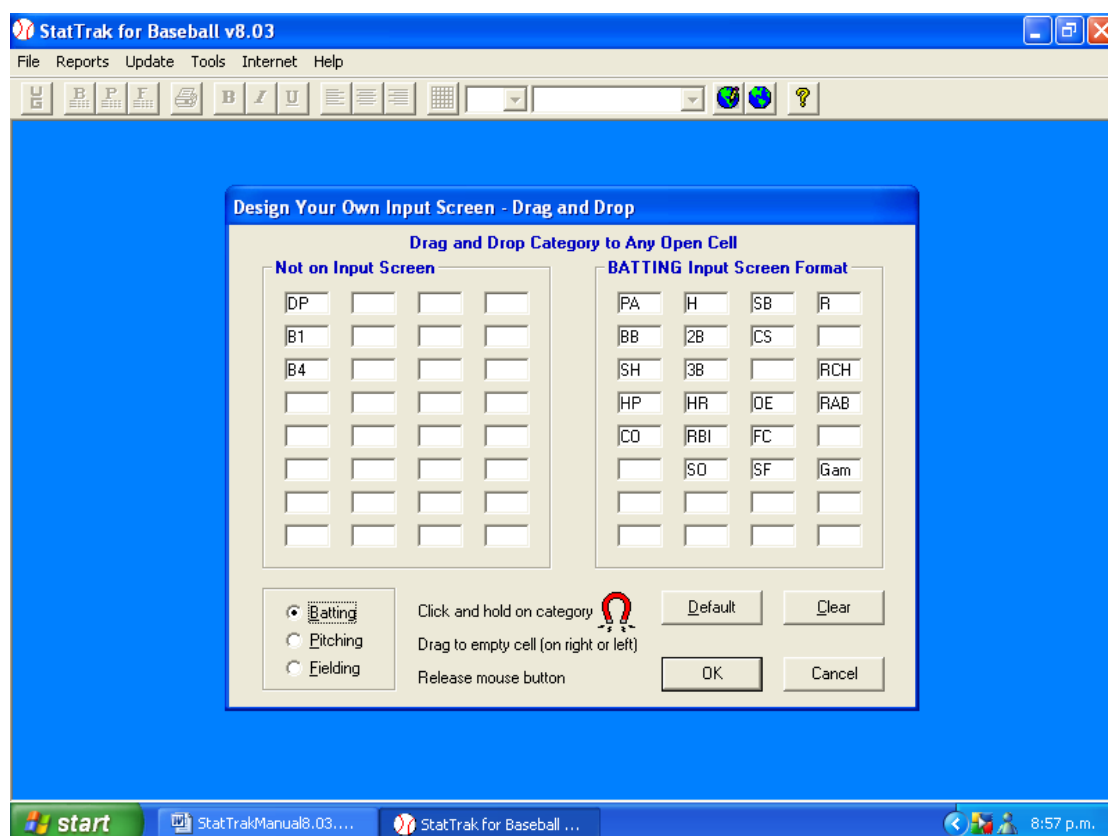 StatTrak for Baseball v8.03
File Reports Update Tools Internet Help
U G B P F B I U ?
Design Your Own Input Screen - Drag and Drop
Drag and Drop Category to Any Open Cell
Not on Input Screen BATTING Input Screen Format
DP PA H SB R
B1 BB 2B CS
B4 SH 3B RCH
HP HR OE RAB
CO RBI FC
SO SF Gam
Batting Click and hold on category Default Clear
Pitching Drag to empty cell (on right or left)
Fielding Release mouse button OK Cancel
start StatTrakManual8.03.... StatTrak for Baseball ... 8:57 p.m.